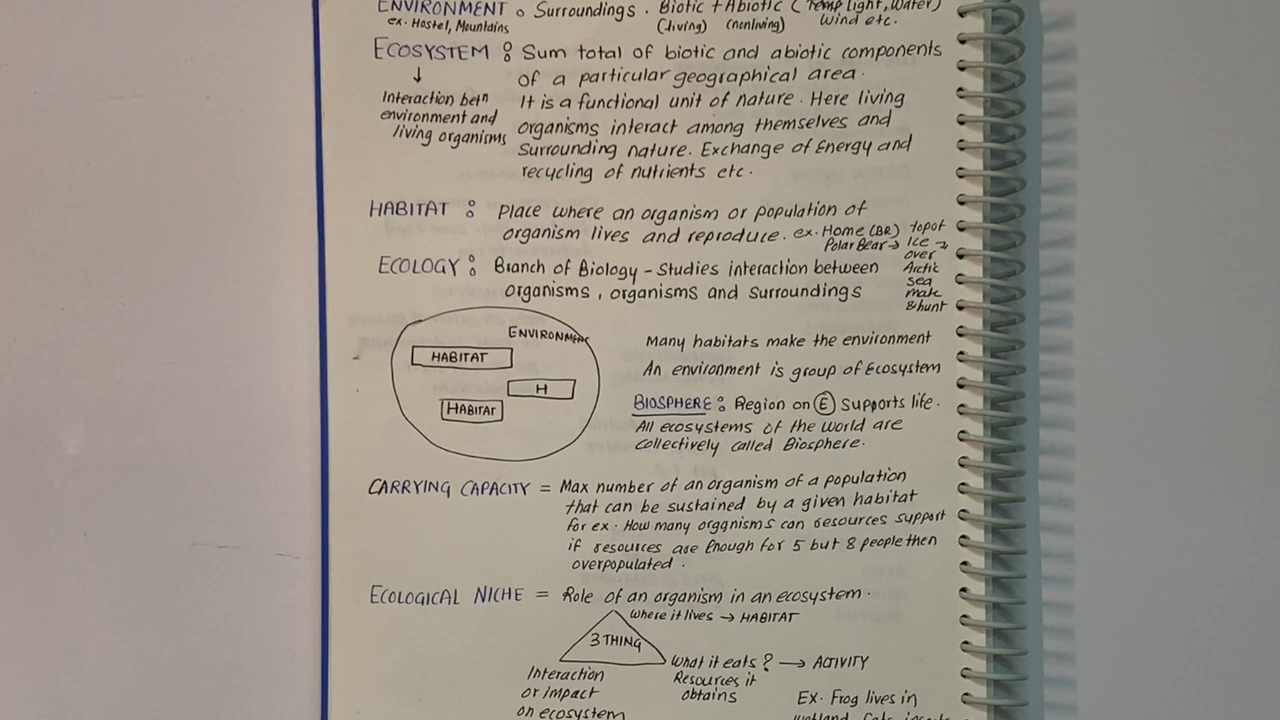 ENVIRONMENT : Surroundings. Biotic + Abiotic ( Temp light, water)
ex. Hostel, Mountains (living) (nonliving) wind etc.
ECOSYSTEM : Sum total of biotic and abiotic components
of a particular geographical area.
↓
Interaction betn
environment and
living organisms
It is a functional unit of nature. Here living
organisms interact among themselves and
surrounding nature. Exchange of Energy and
recycling of nutrients etc.
HABITAT : Place where an organism or population of
organism lives and reproduce. ex. Home (BR)
Polar Bear →
Ice →
over
Arctic
sea
mate
& hunt
ECOLOGY : Branch of Biology - Studies interaction between
organisms, organisms and surroundings
ENVIRONMENT
HABITAT
H
HABITAT
Many habitats make the environment
An environment is group of Ecosystem
BIOSPHERE : Region on (E) supports life.
All ecosystems of the world are
collectively called Biosphere.
CARRYING CAPACITY = Max number of an organism of a population
that can be sustained by a given habitat
for ex. How many organisms can resources support
if resources are enough for 5 but 8 people then
overpopulated.
ECOLOGICAL NICHE = Role of an organism in an ecosystem.
Where it lives → HABITAT
3 THING
What it eats ? → ACTIVITY
Resources it
obtains
Interaction
or impact
on ecosystem
EX. Frog lives in
wetland. Eats insects